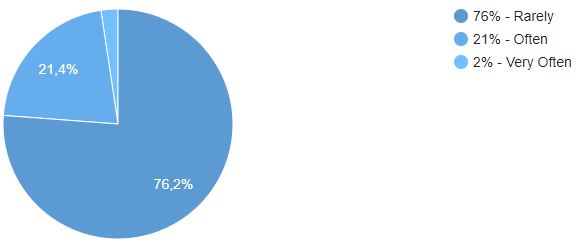 76% - Rarely
21% - Often
2% - Very Often
21,4%
76,2%